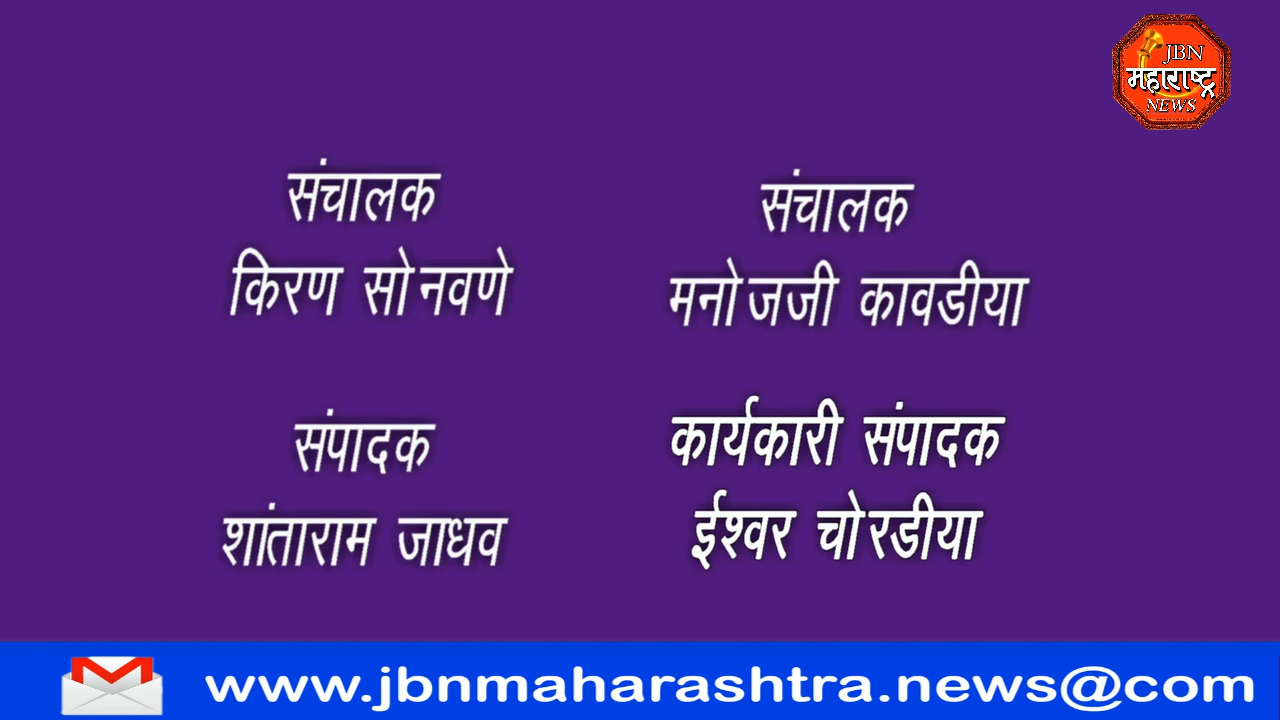 JBN
महाराष्ट्र
NEWS
संचालक
किरण सोनवणे
संचालक
मनोजजी कावडीया
संपादक
शांताराम जाधव
कार्यकारी संपादक
ईश्वर चोरडीया
www.jbnmaharashtra.news@com